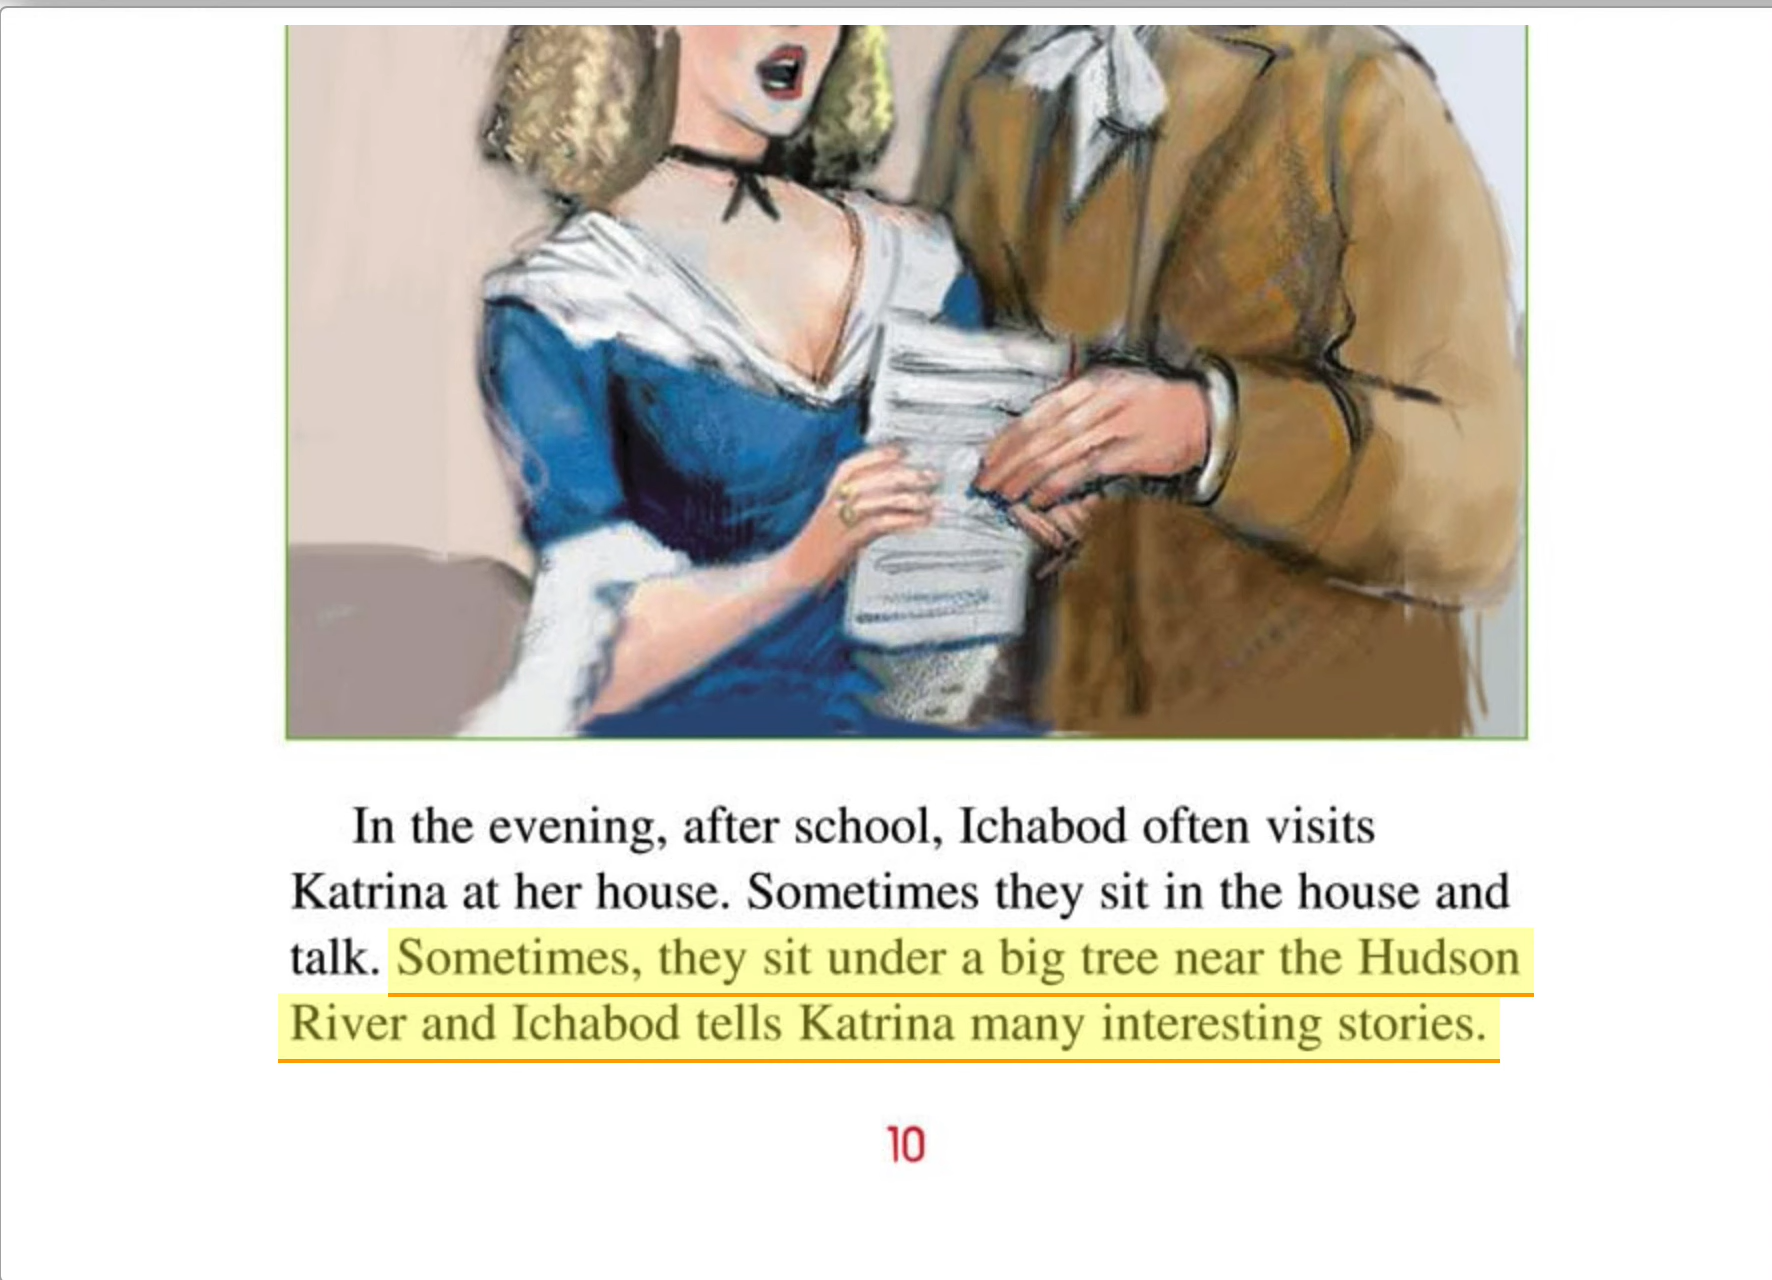 In the evening, after school, Ichabod often visits
Katrina at her house. Sometimes they sit in the house and
talk. Sometimes, they sit under a big tree near the Hudson
River and Ichabod tells Katrina many interesting stories.
10